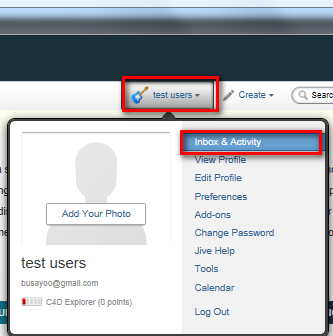 test users
Create
Searc
Inbox & Activity
View Profile
Edit Profile
Preferences
Add-ons
Change Password
Jive Help
Tools
Calendar
Log Out
Add Your Photo
test users
busayoo@gmail.com
C4D Explorer (0 points)